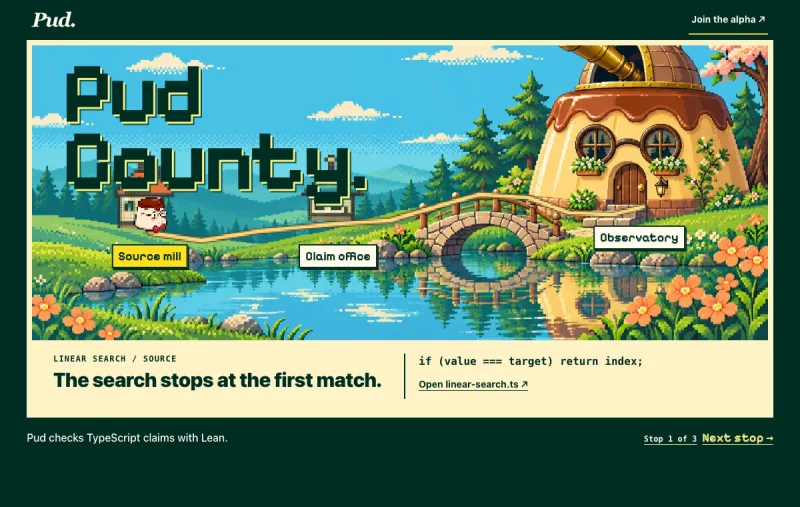 Pud.
Join the alpha ↗
Pud
County.
Source mill
Claim office
Observatory
LINEAR SEARCH / SOURCE
The search stops at the first match.
if (value === target) return index;
Open linear-search.ts ↗
Pud checks TypeScript claims with Lean.
Stop 1 of 3
Next stop →